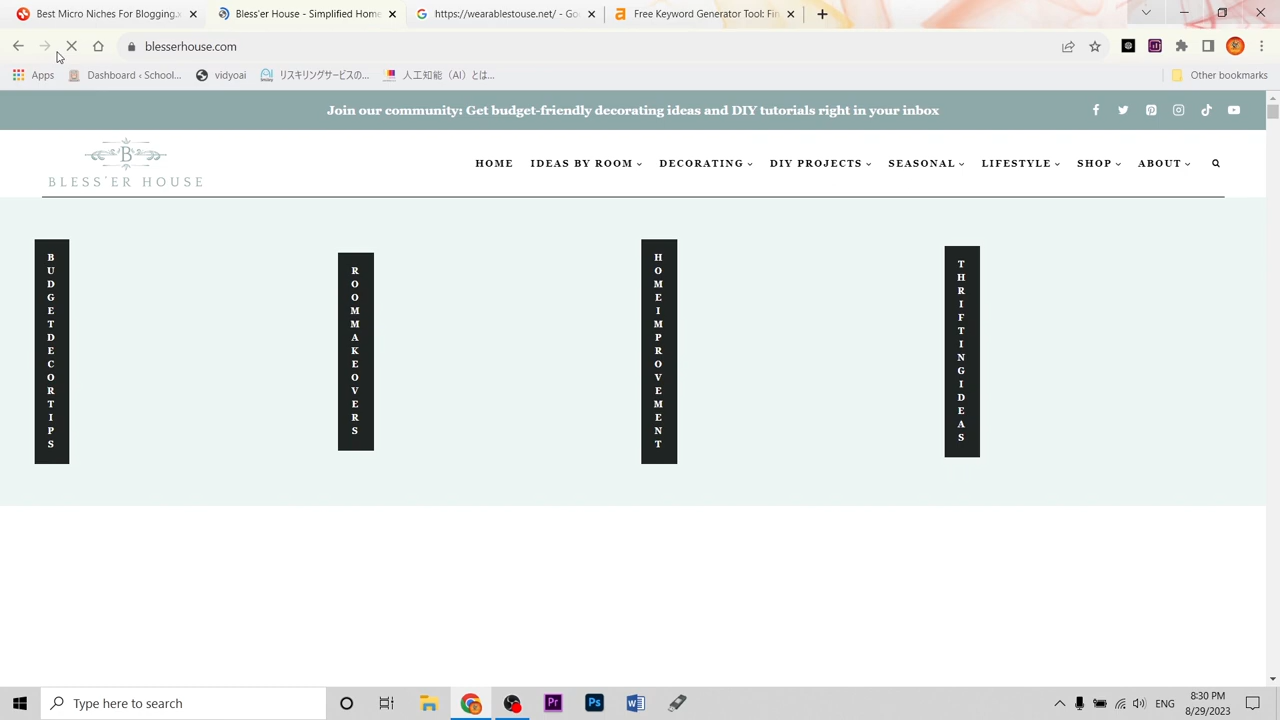 Best Micro Niches For Blogging.
Bless'er House - Simplified Home
https://wearablestouse.net/ - Go
Free Keyword Generator Tool: Fin
blesserhouse.com
Apps
Dashboard ‹ School...
vidyoai
リスキリングサービスの...
人工知能（AI）とは...
Other bookmarks
Join our community: Get budget-friendly decorating ideas and DIY tutorials right in your inbox
B
BLESS'ER HOUSE
HOME
IDEAS BY ROOM
DECORATING
DIY PROJECTS
SEASONAL
LIFESTYLE
SHOP
ABOUT
BUDGET DECOR TIPS
ROOM MAKEOVERS
HOME IMPROVEMENT
THRIFTING IDEAS
Type here to search
Pr
Ps
ENG
8:30 PM
8/29/2023